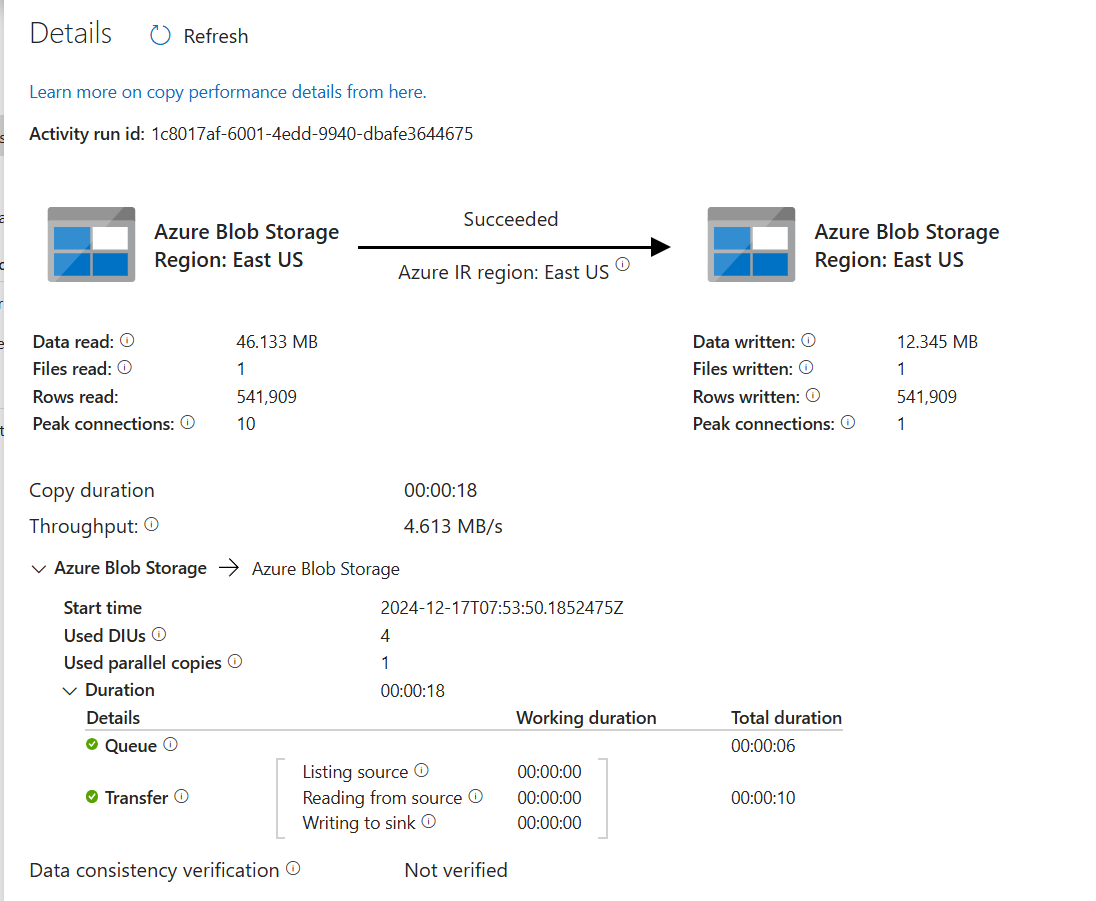 Details Refresh
Learn more on copy performance details from here.
Activity run id: 1c8017af-6001-4edd-9940-dbafe3644675
Succeeded
Azure Blob Storage
Region: East US
Azure IR region: East US
Azure Blob Storage
Region: East US
Data read: 46.133 MB
Files read: 1
Rows read: 541,909
Peak connections: 10
Data written: 12.345 MB
Files written: 1
Rows written: 541,909
Peak connections: 1
Copy duration 00:00:18
Throughput: 4.613 MB/s
Azure Blob Storage → Azure Blob Storage
Start time 2024-12-17T07:53:50.1852475Z
Used DIUs 4
Used parallel copies 1
Duration 00:00:18
Details Working duration Total duration
Queue 00:00:06
Listing source 00:00:00
Transfer Reading from source 00:00:00 00:00:10
Writing to sink 00:00:00
Data consistency verification Not verified